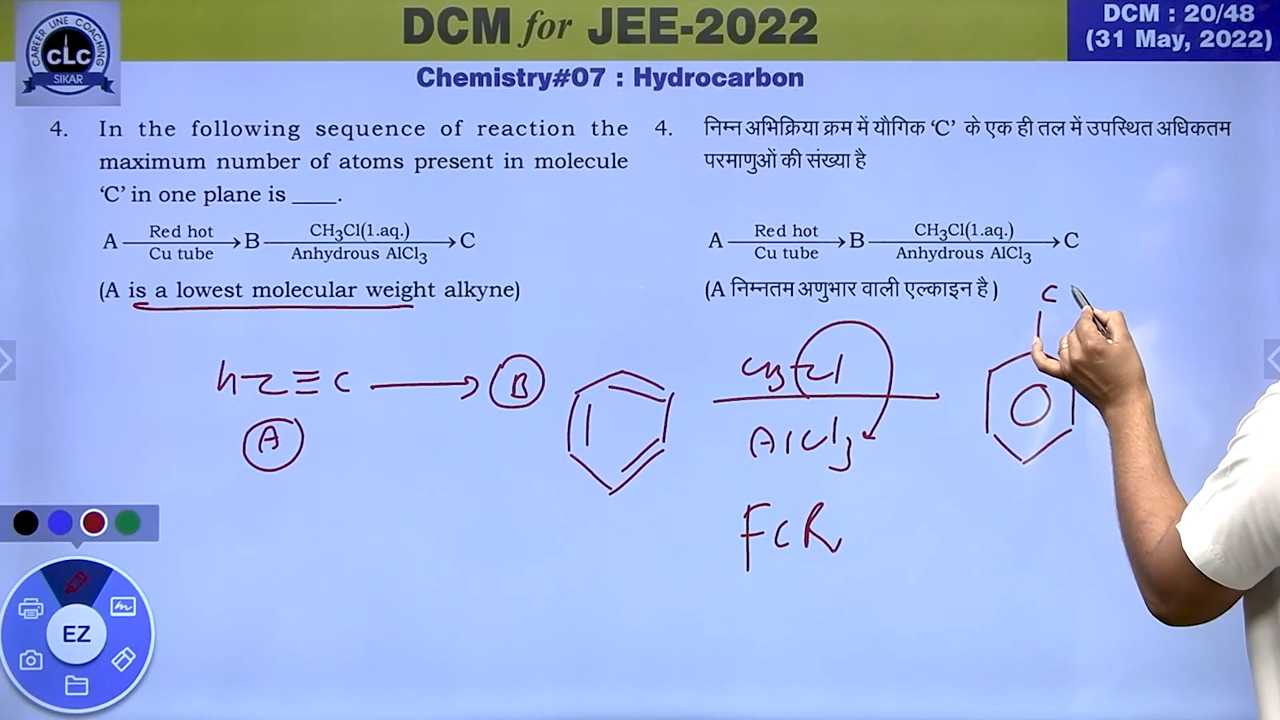 CAREER LINE COACHING
CLC
SIKAR
DCM for JEE-2022
DCM : 20/48
(31 May, 2022)
Chemistry#07 : Hydrocarbon
4. In the following sequence of reaction the
maximum number of atoms present in molecule
‘C’ in one plane is ____.
A Red hot Cu tube → B CH₃Cl(1.aq.) Anhydrous AlCl₃ → C
(A is a lowest molecular weight alkyne)
4. निम्न अभिक्रिया क्रम में यौगिक ‘C’ के एक ही तल में उपस्थित अधिकतम
परमाणुओं की संख्या है
A Red hot Cu tube → B CH₃Cl(1.aq.) Anhydrous AlCl₃ → C
(A निम्नतम अणुभार वाली एल्काइन है )
C
≡ C → B
A
AlCl₃
FCR
EZ